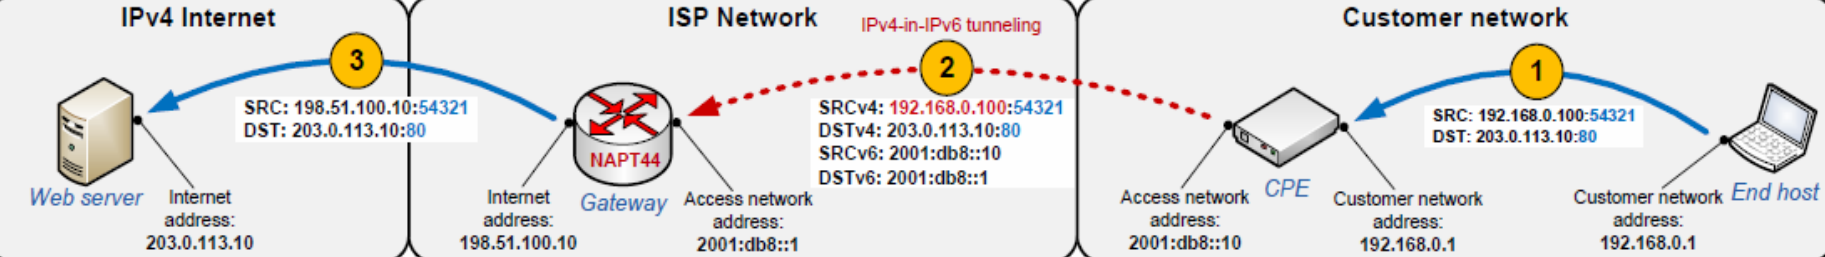 IPv4 Internet
ISP Network
Customer network
IPv4-in-IPv6 tunneling
3
2
1
SRC: 198.51.100.10:54321
DST: 203.0.113.10:80
SRCv4: 192.168.0.100:54321
DSTv4: 203.0.113.10:80
SRCv6: 2001:db8::10
DSTv6: 2001:db8::1
SRC: 192.168.0.100:54321
DST: 203.0.113.10:80
NAPT44
Web server
Internet
address:
203.0.113.10
Internet
address:
198.51.100.10
Gateway
Access network
address:
2001:db8::1
Access network
address:
2001:db8::10
CPE
Customer network
address:
192.168.0.1
Customer network
address:
192.168.0.1
End host